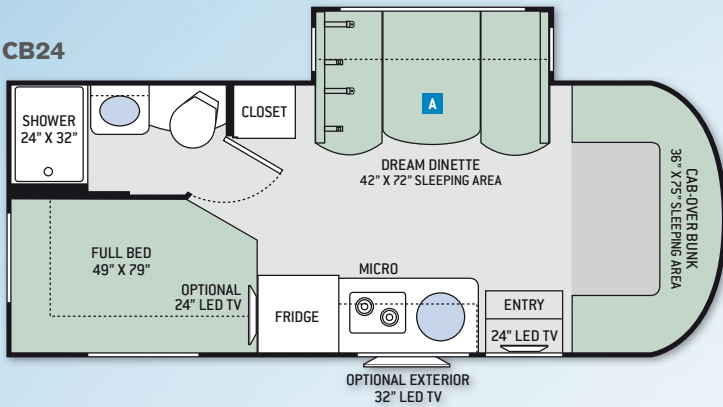 CB24
SHOWER
24” X 32”
CLOSET
A
DREAM DINETTE
42” X 72” SLEEPING AREA
CAB-OVER BUNK
36” X 75” SLEEPING AREA
FULL BED
49” X 79”
OPTIONAL
24” LED TV
FRIDGE
MICRO
ENTRY
24” LED TV
OPTIONAL EXTERIOR
32” LED TV